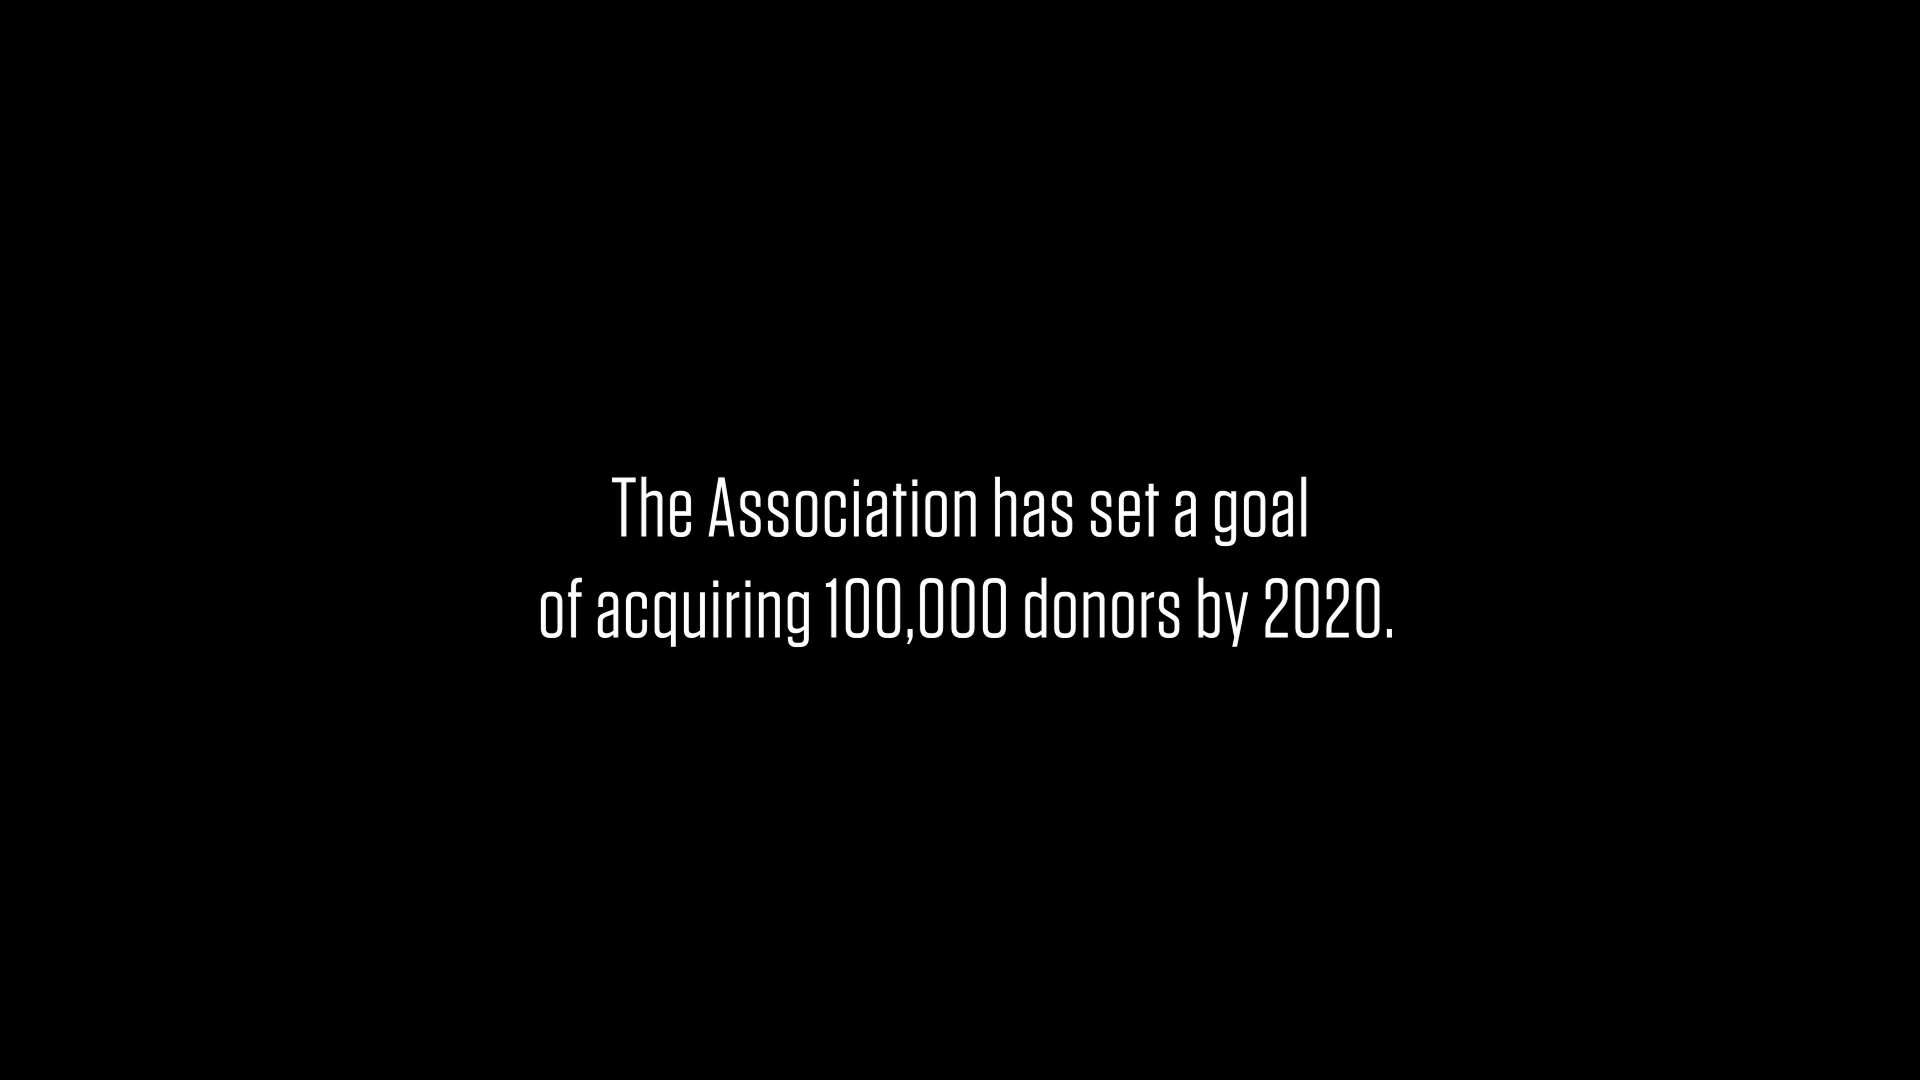 The Association has set a goal
of acquiring 100,000 donors by 2020.